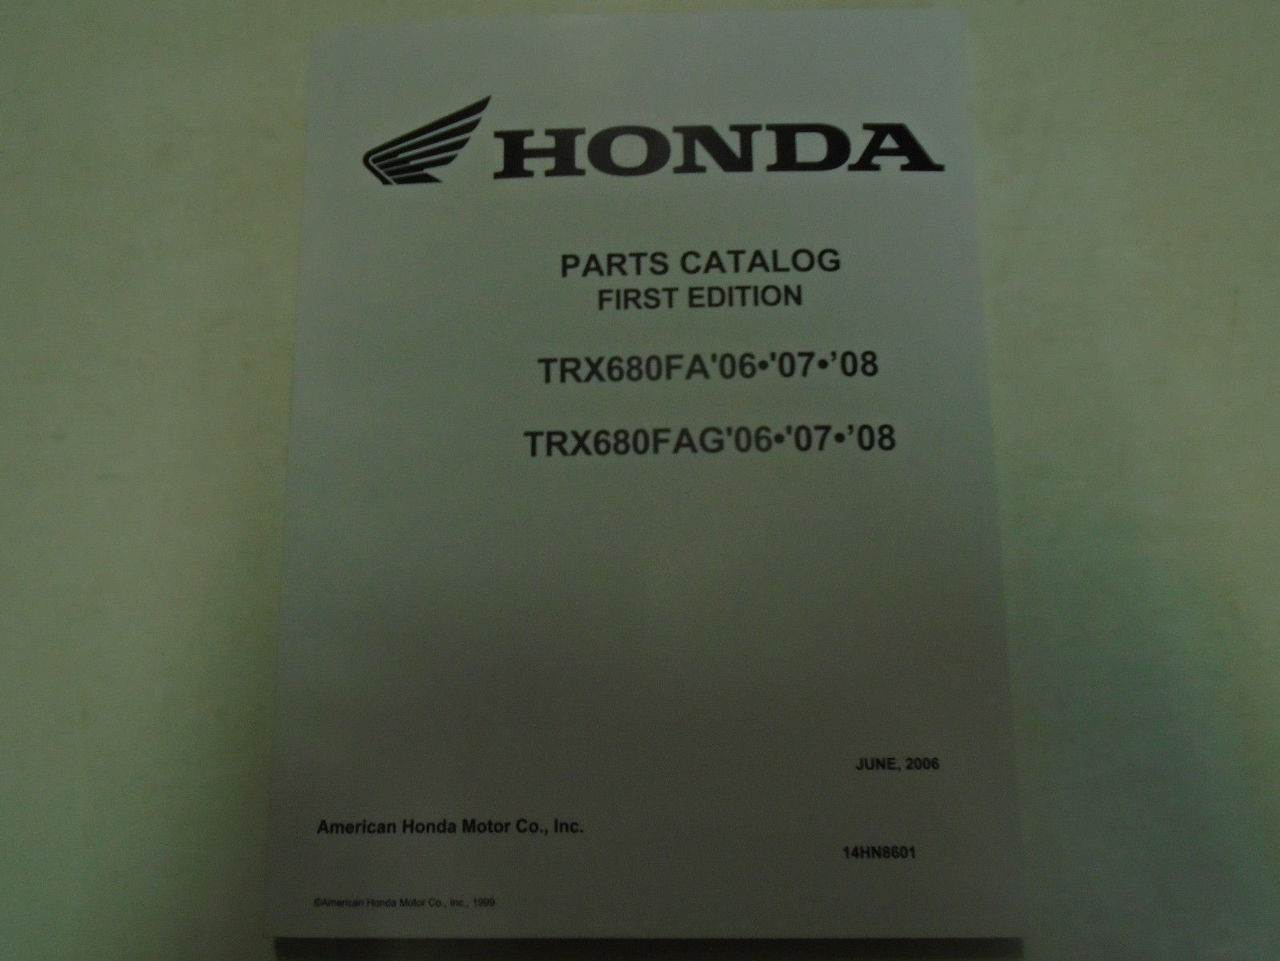 HONDA
PARTS CATALOG
FIRST EDITION
TRX680FA'06•'07•’08
TRX680FAG'06•'07•’08
JUNE, 2006
American Honda Motor Co., Inc.
14HN8601
©American Honda Motor Co., Inc., 1999